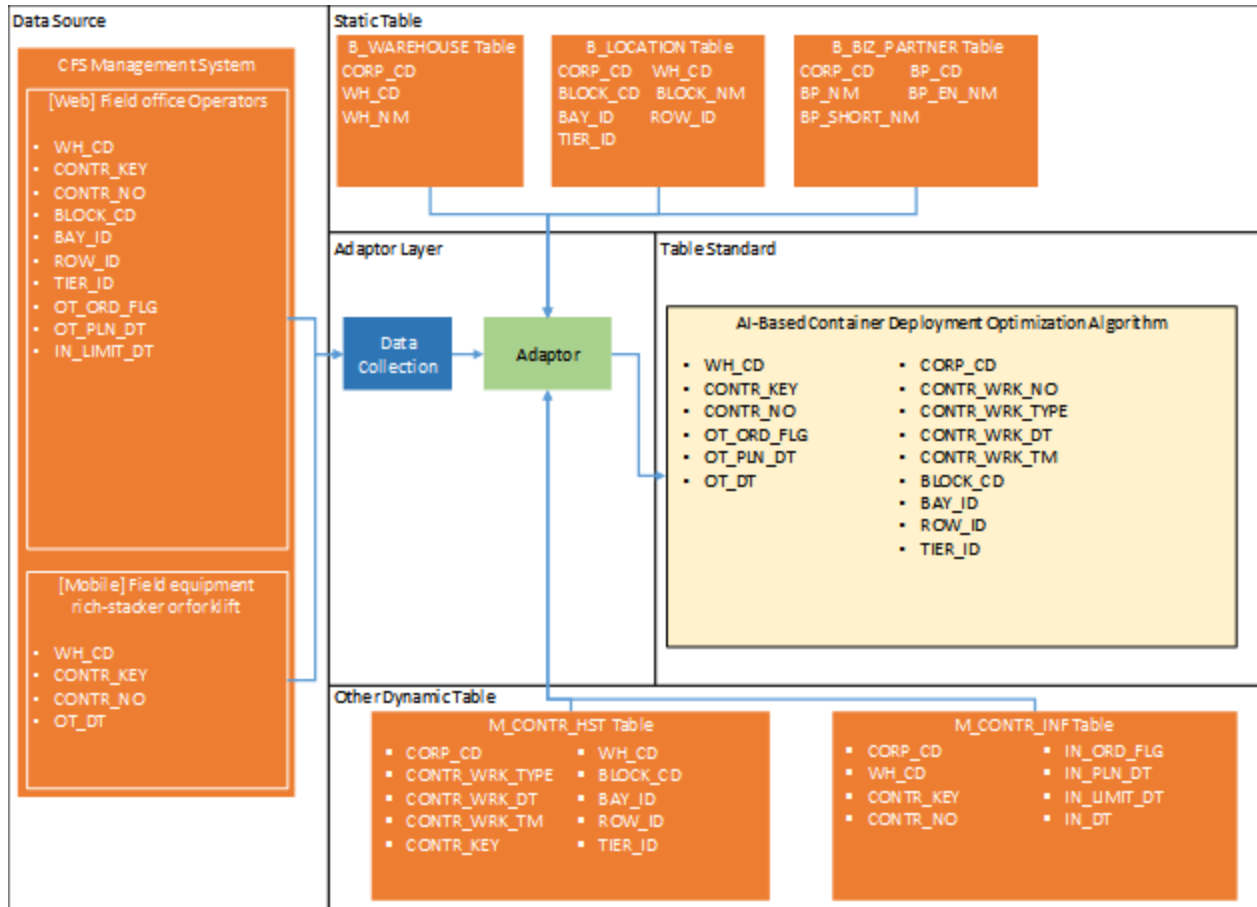 Data Source
CFS Management System
[Web] Field office Operators
▪ WH_CD
▪ CONTR_KEY
▪ CONTR_NO
▪ BLOCK_CD
▪ BAY_ID
▪ ROW_ID
▪ TIER_ID
▪ OT_ORD_FLG
▪ OT_PLN_DT
▪ IN_LIMIT_DT
[Mobile] Field equipment
rich-stacker or forklift
▪ WH_CD
▪ CONTR_KEY
▪ CONTR_NO
▪ OT_DT
Static Table
B_WAREHOUSE Table
CORP_CD
WH_CD
WH_NM
B_LOCATION Table
CORP_CD WH_CD
BLOCK_CD BLOCK_NM
BAY_ID ROW_ID
TIER_ID
B_BIZ_PARTNER Table
CORP_CD BP_CD
BP_NM BP_EN_NM
BP_SHORT_NM
Adaptor Layer
Data
Collection
Adaptor
Table Standard
AI-Based Container Deployment Optimization Algorithm
▪ WH_CD
▪ CONTR_KEY
▪ CONTR_NO
▪ OT_ORD_FLG
▪ OT_PLN_DT
▪ OT_DT
▪ CORP_CD
▪ CONTR_WRK_NO
▪ CONTR_WRK_TYPE
▪ CONTR_WRK_DT
▪ CONTR_WRK_TM
▪ BLOCK_CD
▪ BAY_ID
▪ ROW_ID
▪ TIER_ID
Other Dynamic Table
M_CONTR_HST Table
▪ CORP_CD
▪ CONTR_WRK_TYPE
▪ CONTR_WRK_DT
▪ CONTR_WRK_TM
▪ CONTR_KEY
▪ WH_CD
▪ BLOCK_CD
▪ BAY_ID
▪ ROW_ID
▪ TIER_ID
M_CONTR_INF Table
▪ CORP_CD
▪ WH_CD
▪ CONTR_KEY
▪ CONTR_NO
▪ IN_ORD_FLG
▪ IN_PLN_DT
▪ IN_LIMIT_DT
▪ IN_DT